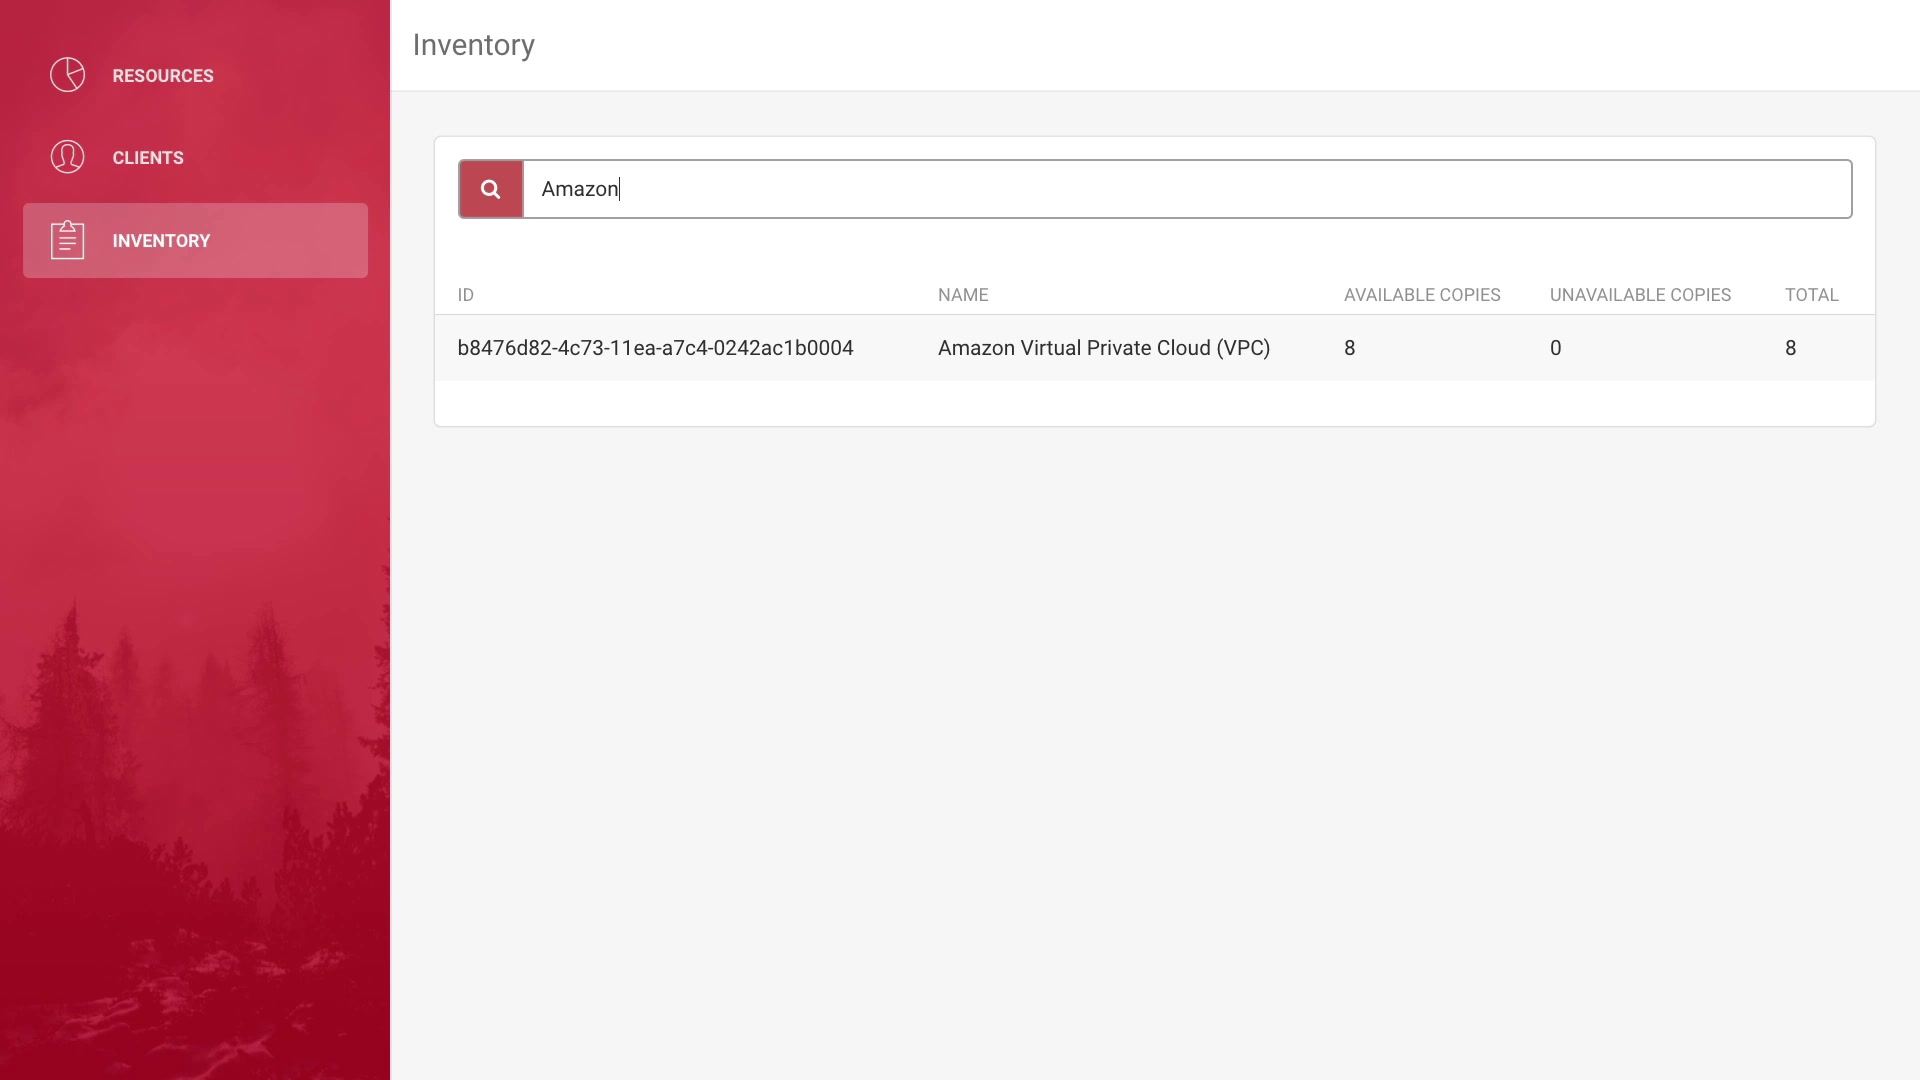 RESOURCES
CLIENTS
INVENTORY
Inventory
Amazon
ID NAME AVAILABLE COPIES UNAVAILABLE COPIES TOTAL
b8476d82-4c73-11ea-a7c4-0242ac1b0004 Amazon Virtual Private Cloud (VPC) 8 0 8